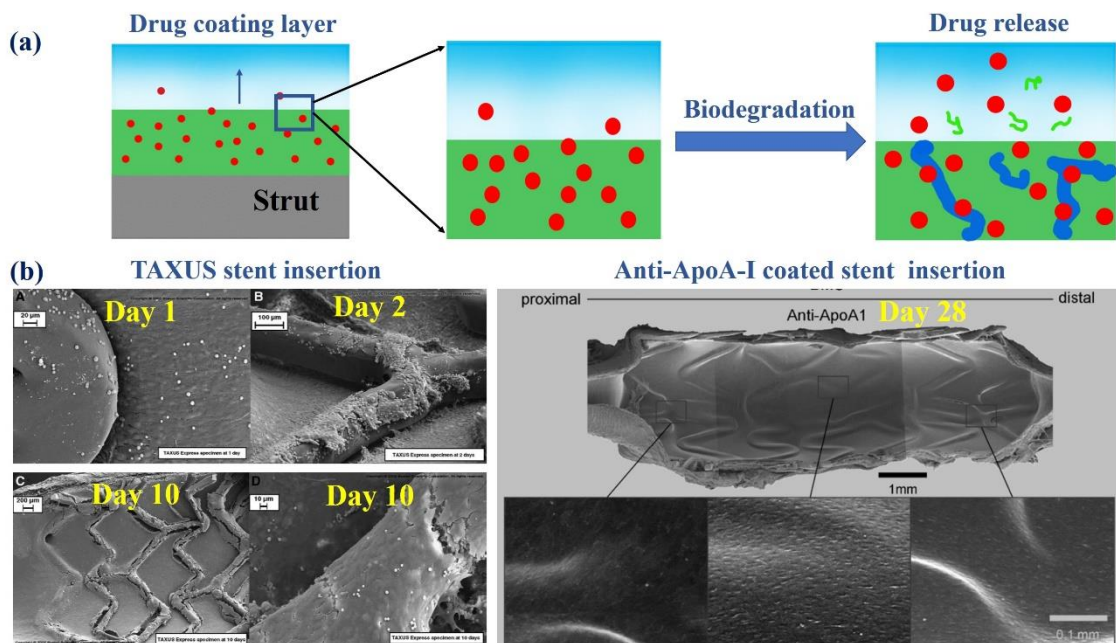 (a)
Drug coating layer
Strut
Biodegradation
Drug release
(b)
TAXUS stent insertion
A
Day 1
20 µm
TAXUS Express specimen at 1 day
B
Day 2
100 µm
TAXUS Express specimen at 2 days
C
Day 10
200 µm
TAXUS Express specimen at 10 days
D
Day 10
10 µm
TAXUS Express specimen at 10 days
Anti-ApoA-I coated stent insertion
proximal
distal
Anti-ApoA1
Day 28
1mm
0.1 mm